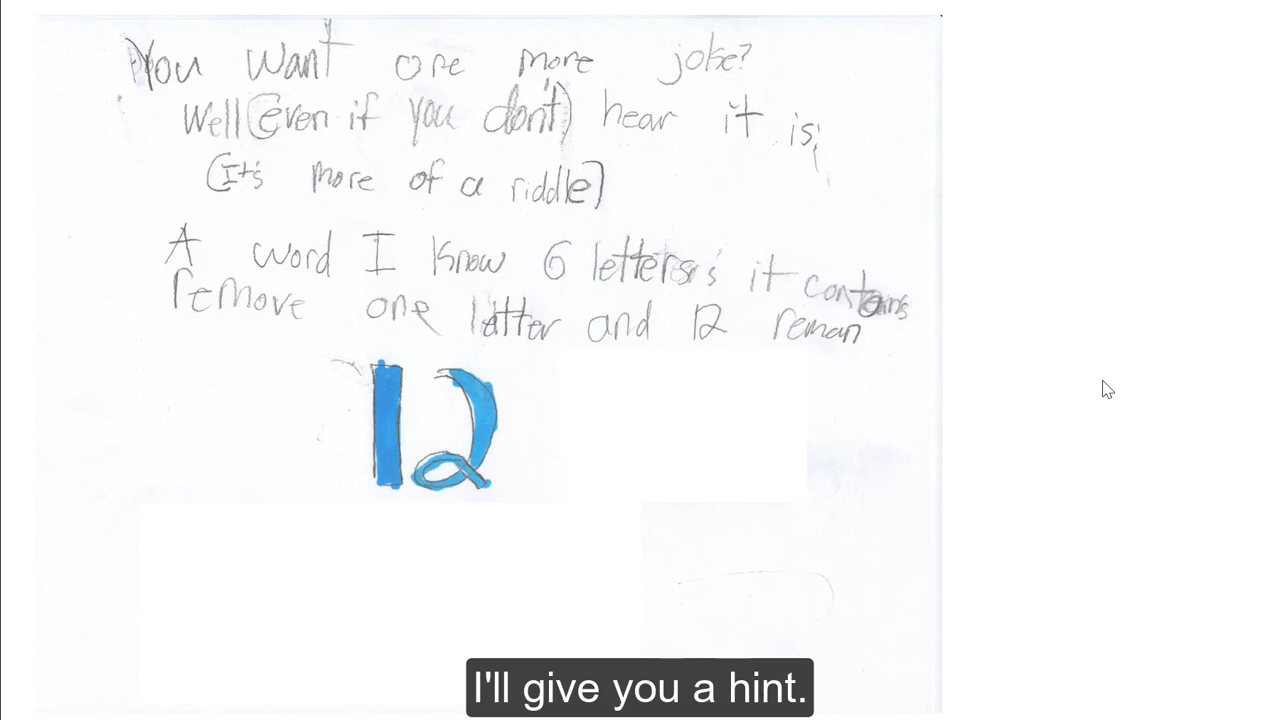 You want one more joke?
Well (even if you don't) hear it is,
(It's more of a riddle)
A word I know 6 letters it contains
remove one letter and 12 reman
12
I'll give you a hint.